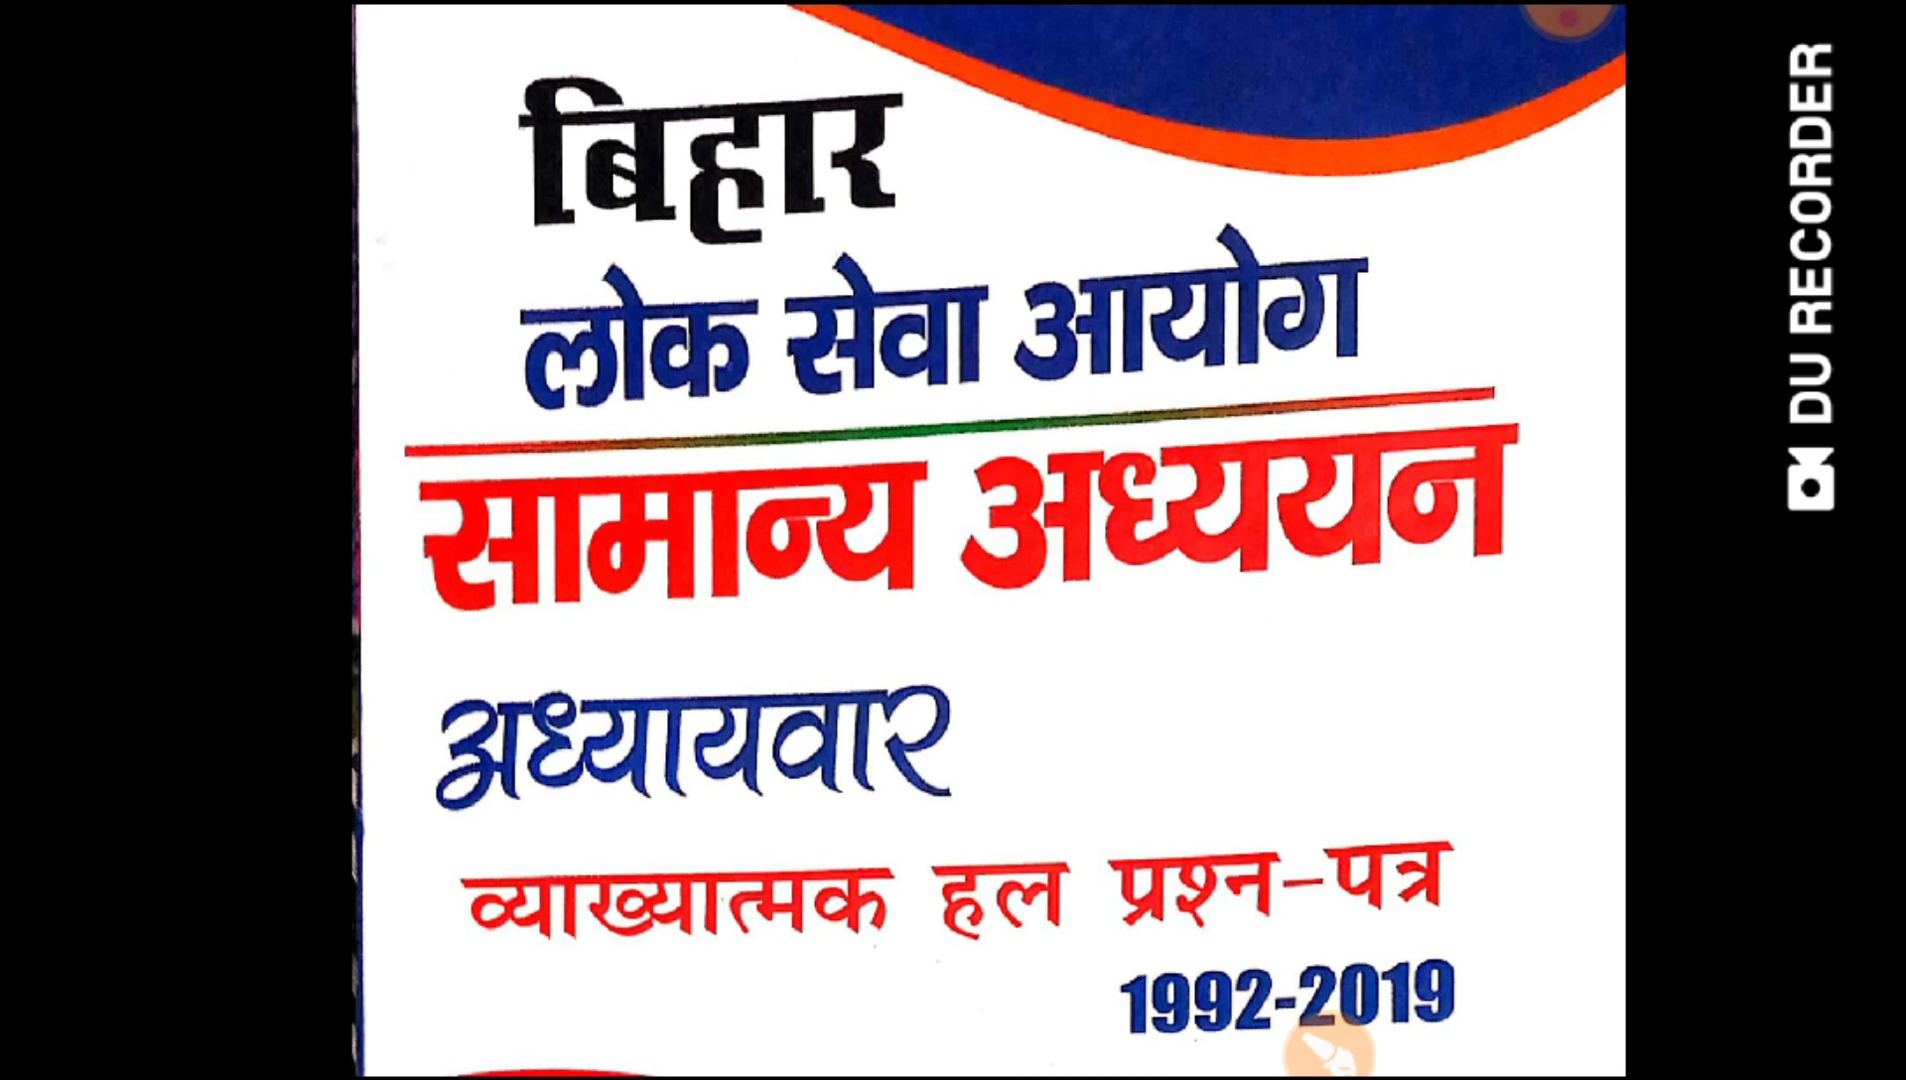 बिहार
लोक सेवा आयोग
सामान्य अध्ययन
अध्यायवार
व्याख्यात्मक हल प्रश्न-पत्र
1992-2019
DU RECORDER